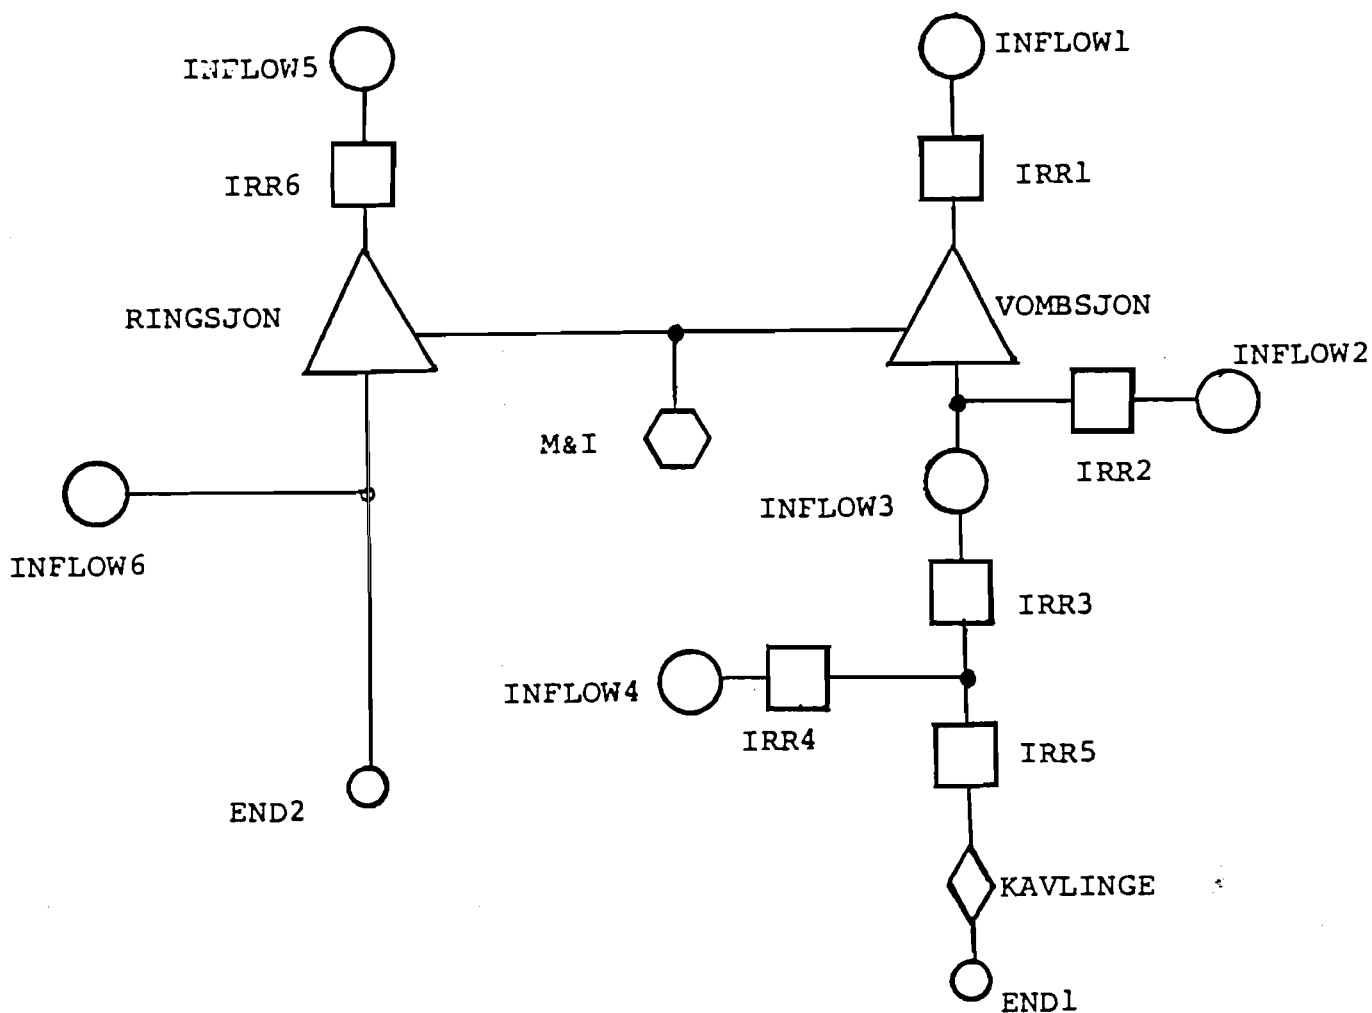 INFLOW5
INFLOW1
IRR6
IRR1
RINGSJON
VOMBSJON
INFLOW2
M&I
IRR2
INFLOW3
INFLOW6
IRR3
INFLOW4
IRR4
IRR5
END2
KAVLINGE
END1